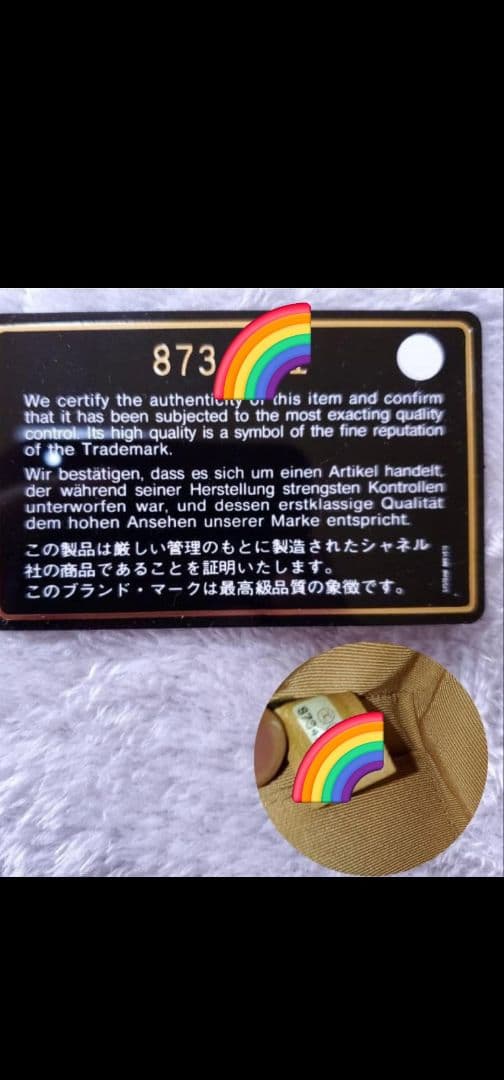 873
We certify the authenticity of this item and confirm
that it has been subjected to the most exacting quality
control. Its high quality is a symbol of the fine reputation
of the Trademark.
Wir bestätigen, dass es sich um einen Artikel handelt,
der während seiner Herstellung strengsten Kontrollen
unterworfen war, und dessen erstklassige Qualität
dem hohen Ansehen unserer Marke entspricht.
この製品は厳しい管理のもとに製造されたシャネル
社の商品であることを証明いたします。
このブランド・マークは最高級品質の象徴です。
8734